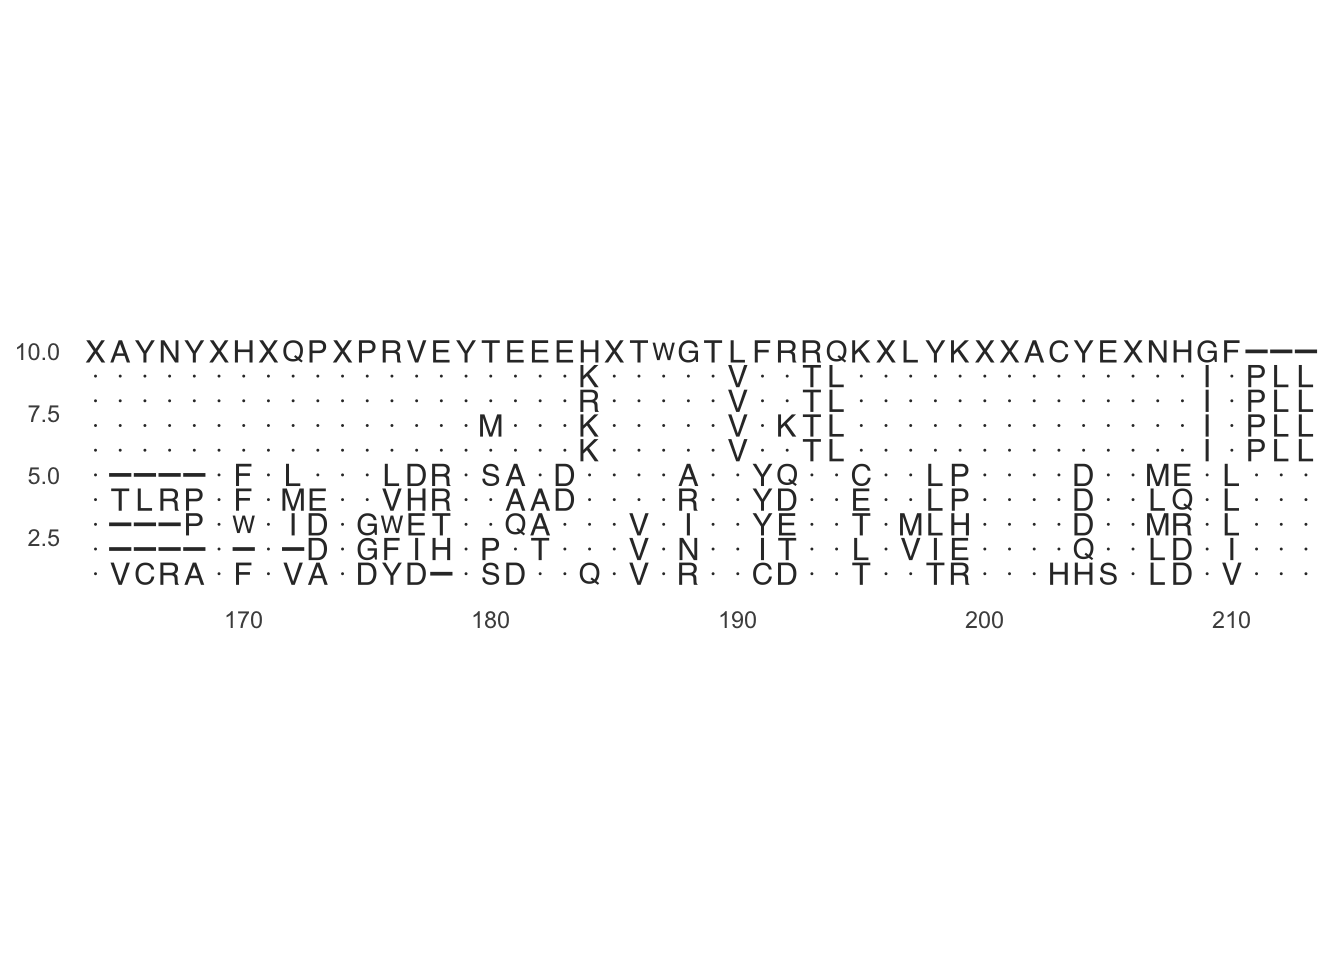 10.0 XAYNYXHXQPXPRVEYTEEEHXTWGTLFRRQKXLYKXXACYEXNHGF---
····················K·····V··TL··············I·PLL
7.5 ····················R·····V··TL··············I·PLL
················M···K·····V·KTL··············I·PLL
····················K·····V··TL··············I·PLL
5.0 ·----·F·L···LDR·SA·D····A··YQ··C··LP····D··ME·L···
·TLRP·F·ME··VHR··AAD····R··YD··E··LP····D··LQ·L···
2.5 ·---P·W·ID·GWET··QA···V·I··YE··T·MLH····D··MR·L···
·----·-·-D·GFIH·P·T···V·N··IT··L·VIE····Q··LD·I···
·VCRA·F·VA·DYD-·SD··Q·V·R··CD··T··TR···HHS·LD·V···
170 180 190 200 210